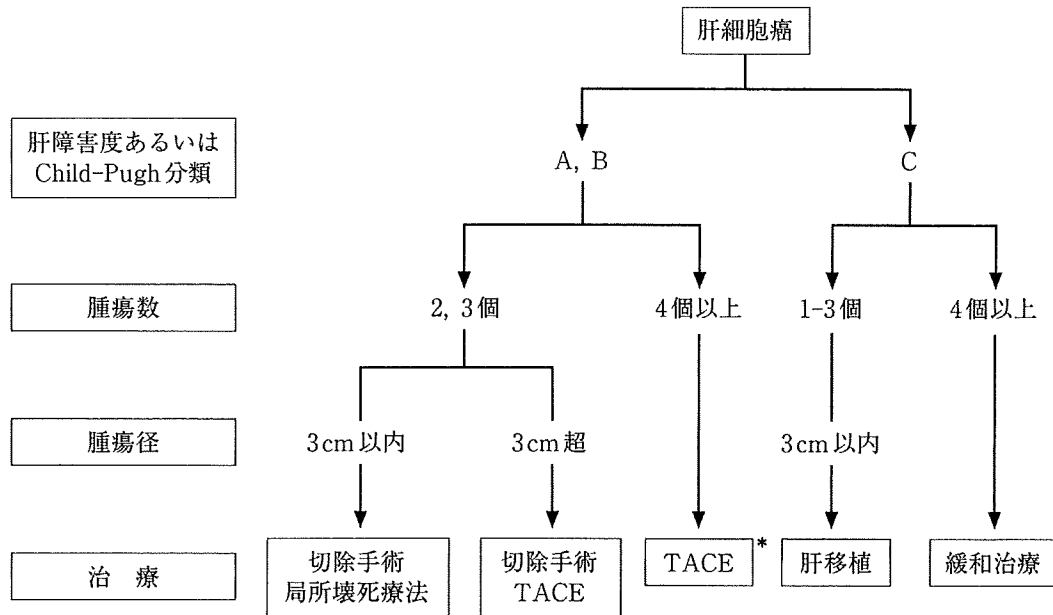 肝細胞癌
肝障害度あるいは
Child-Pugh分類
A, B
C
腫瘍数
2, 3個
4個以上
1-3個
4個以上
腫瘍径
3cm以内
3cm超
3cm以内
治 療
切除手術
局所壊死療法
切除手術
TACE
TACE*
肝移植
緩和治療